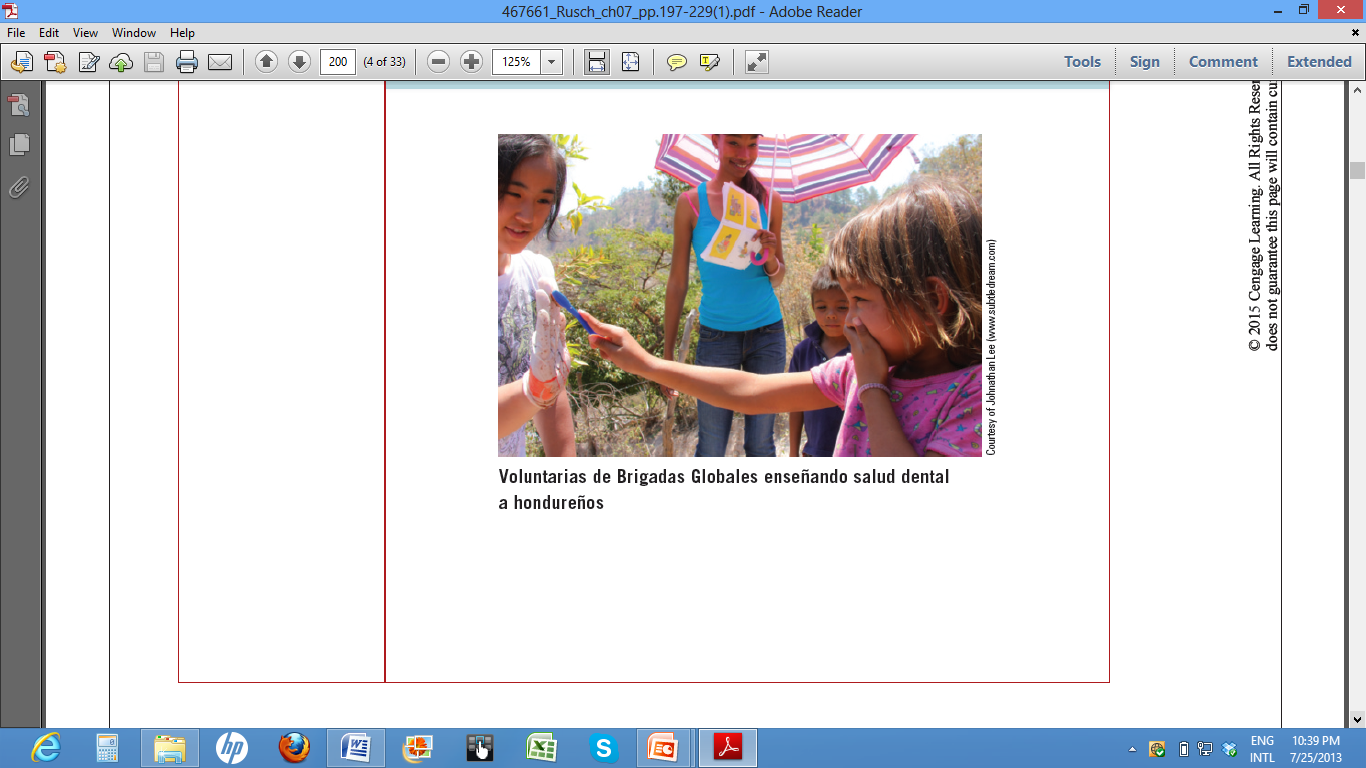 467661_Rusch_ch07_pp.197-229(1).pdf - Adobe Reader
File Edit View Window Help
200 (4 of 33) 125% Tools Sign Comment Extended
© 2015 Cengage Learning. All Rights Reser
does not guarantee this page will contain cu
Courtesy of Johnathan Lee (www.subtledream.com)
Voluntarias de Brigadas Globales enseñando salud dental
a hondureños
ENG 10:39 PM
INTL 7/25/2013